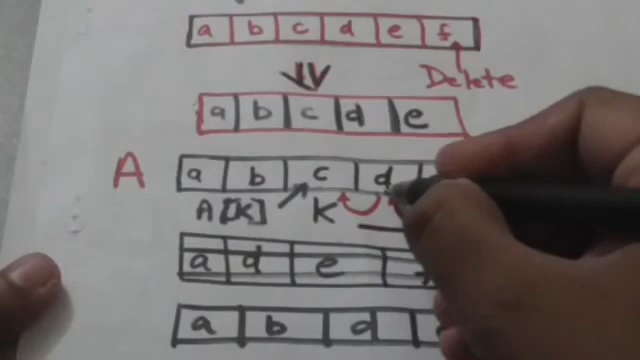 a b c d e f
Delete
a b c d e
A a b c d
A[K] K
a d e
a b d